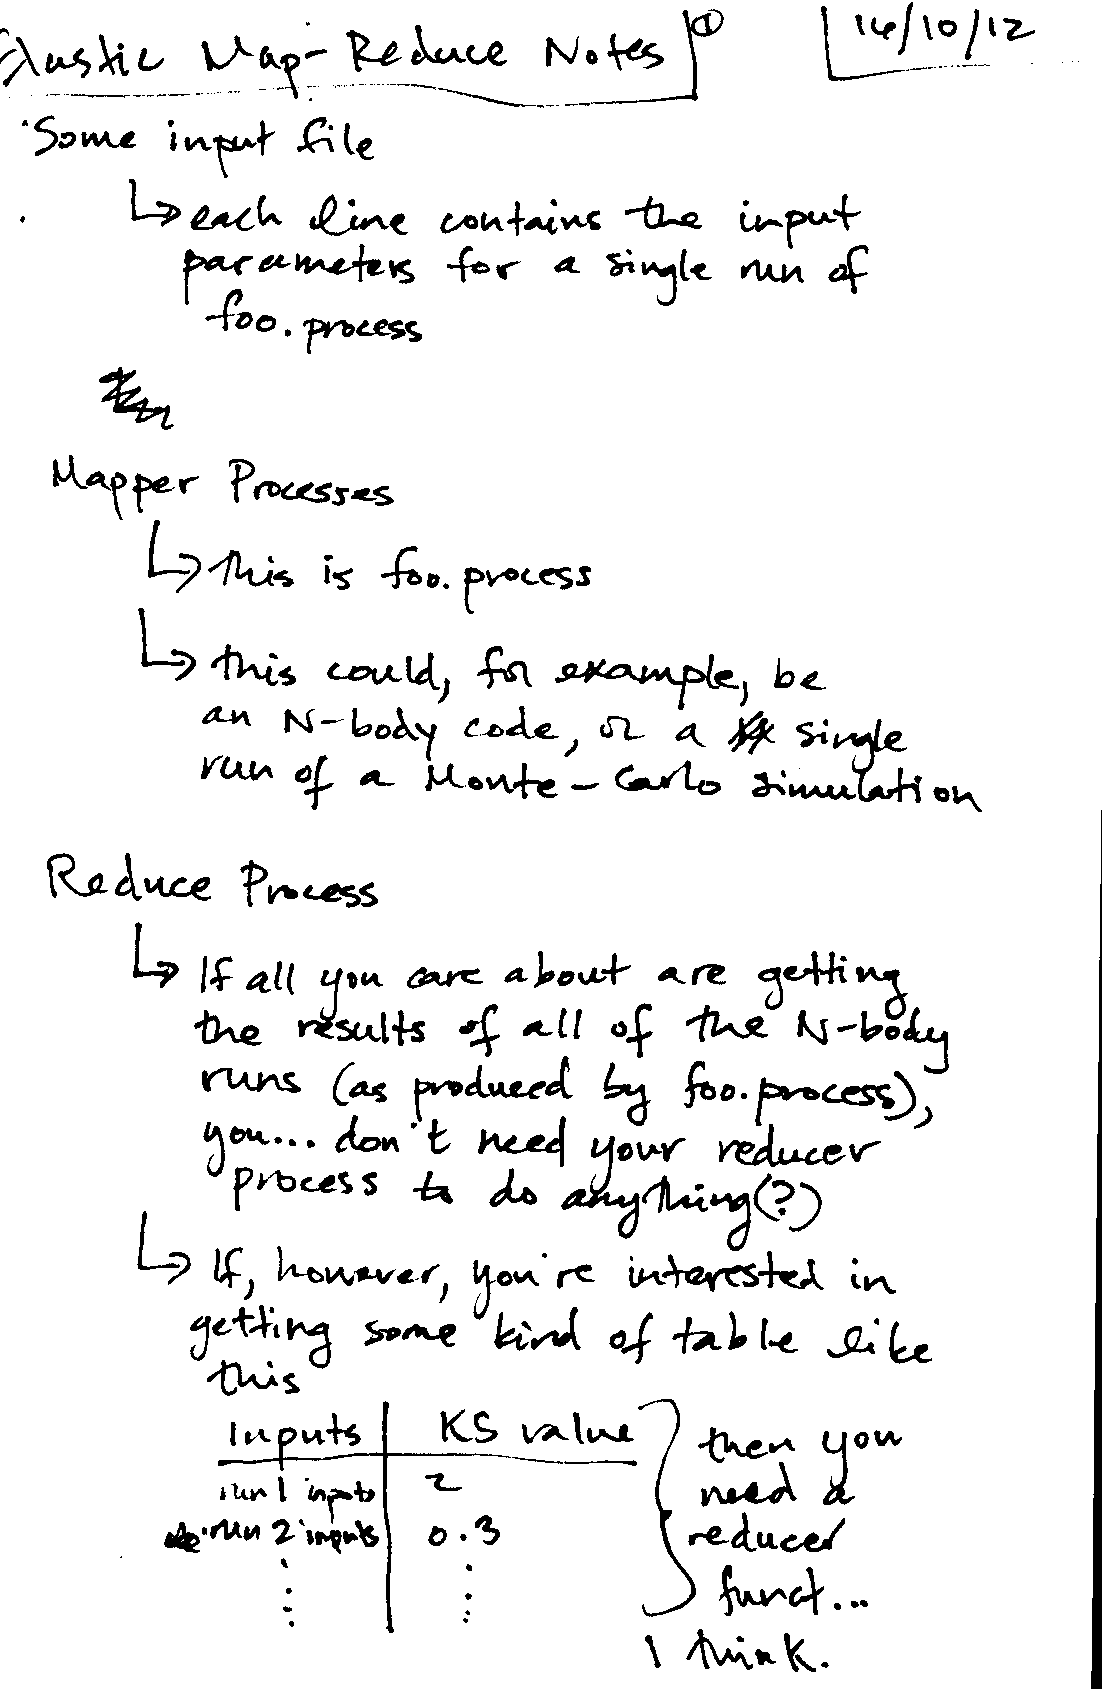 Elastic Map-Reduce Notes ① 16/10/12
Some input file
↳ each line contains the input
parameters for a single run of
foo.process
Mapper Processes
↳ this is foo.process
↳ this could, for example, be
an N-body code, or a single
run of a Monte-Carlo simulation
Reduce Process
↳ If all you care about are getting
the results of all of the N-body
runs (as produced by foo.process),
you... don't need your reducer
process to do anything(?)
↳ If, however, you're interested in
getting some kind of table like
this
Inputs KS value
run 1 inputs 2
run 2 inputs 0.3
⋮ ⋮
then you
need a
reducer
funct...
I think.